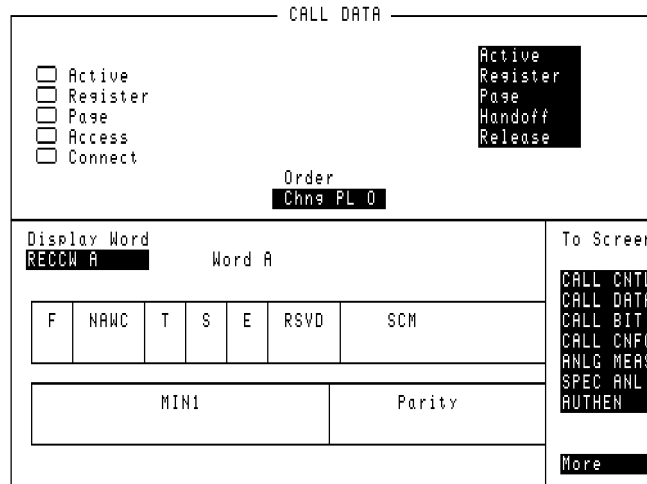 CALL DATA
Active
Register
Page
Access
Connect
Active
Register
Page
Handoff
Release
Order
Chng PL 0
Display Word
RECCW A
Word A
To Screen
F NAWC T S E RSVD SCM
MIN1 Parity
CALL CNTL
CALL DATA
CALL BIT
CALL CNFG
ANLG MEAS
SPEC ANL
AUTHEN
More